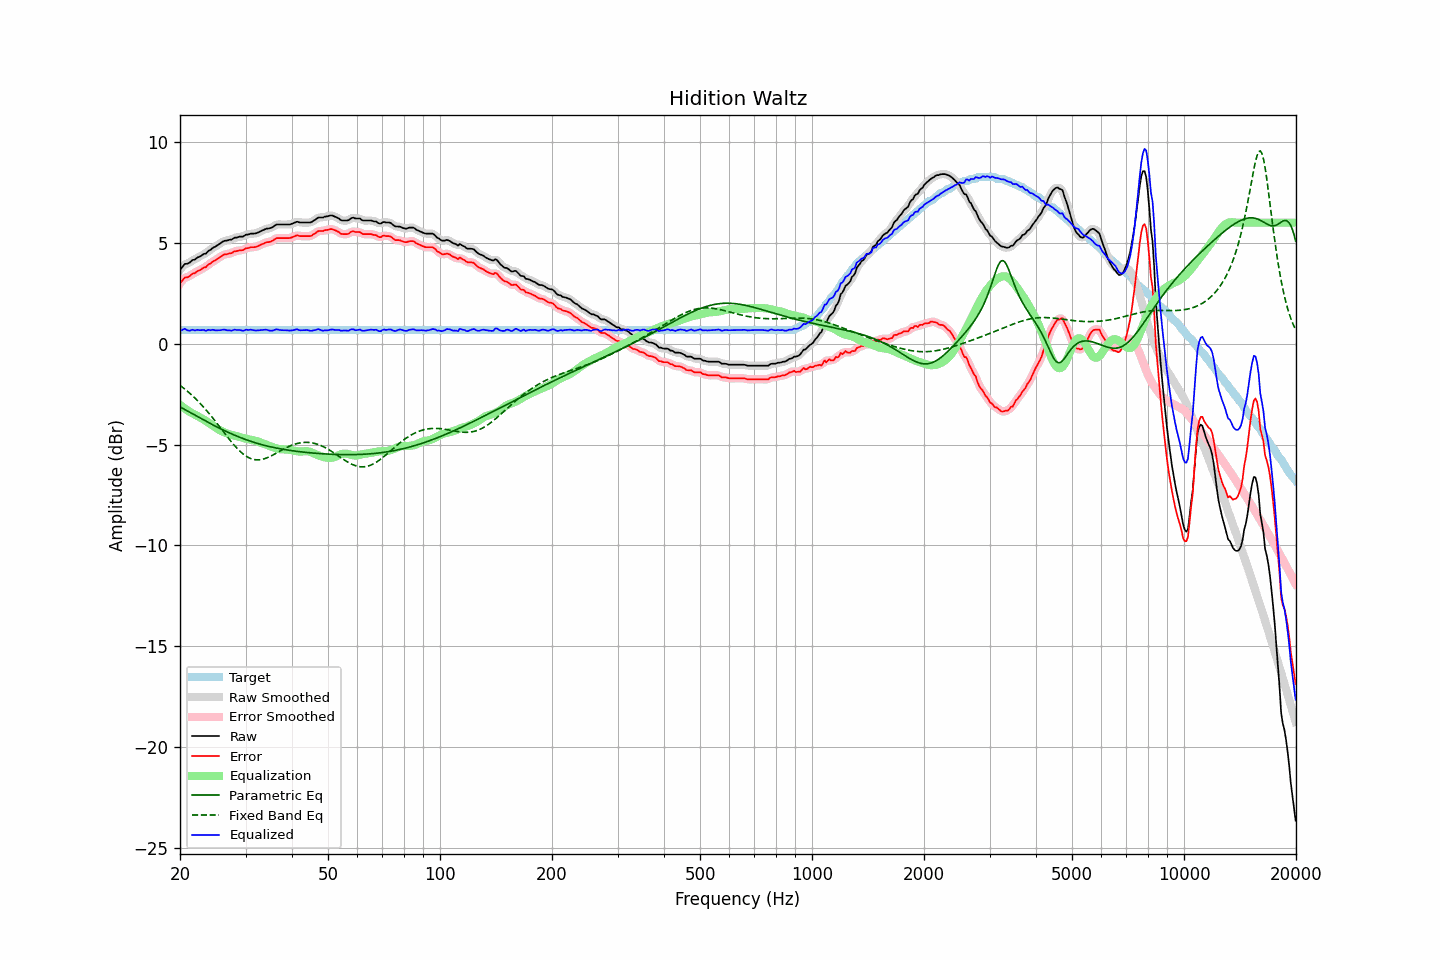 Hidition Waltz
10
5
0
−5
−10
−15
−20
−25
Amplitude (dBr)
Target
Raw Smoothed
Error Smoothed
Raw
Error
Equalization
Parametric Eq
Fixed Band Eq
Equalized
20 50 100 200 500 1000 2000 5000 10000 20000
Frequency (Hz)